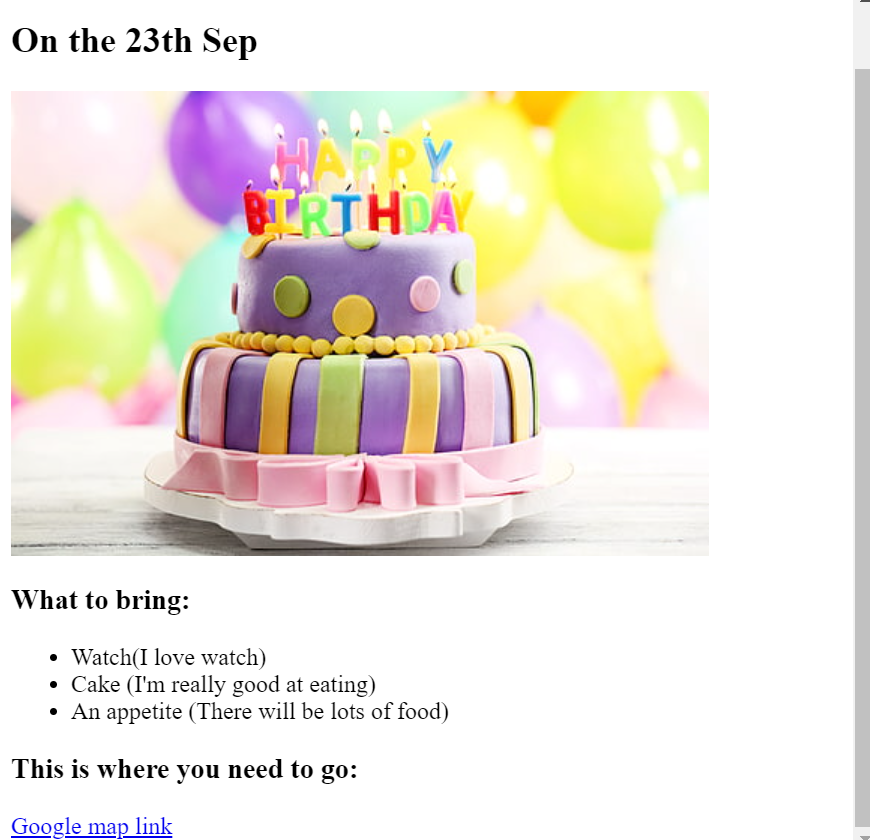 On the 23th Sep
HAPPY
BIRTHDAY
What to bring:
Watch(I love watch)
Cake (I'm really good at eating)
An appetite (There will be lots of food)
This is where you need to go:
Google map link